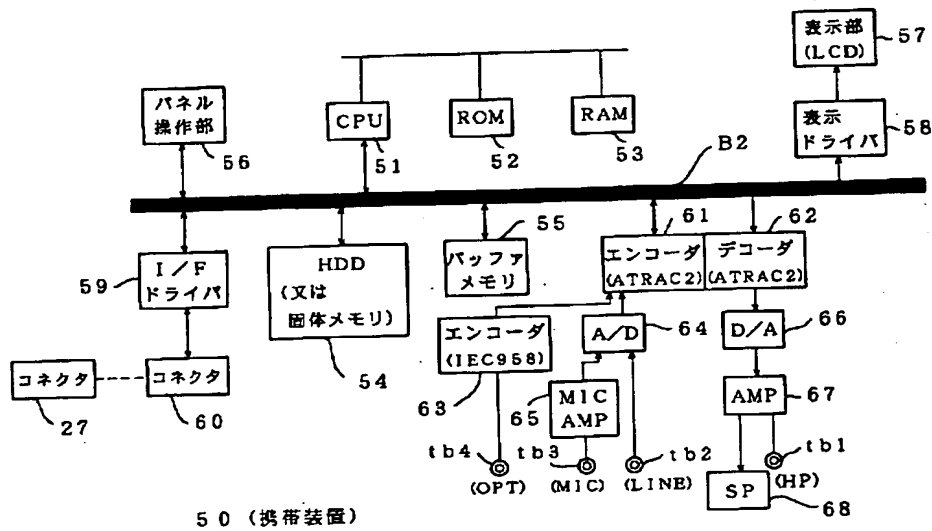 表示部
(LCD)
57
パネル
操作部
56
CPU
51
ROM
52
RAM
53
表示
ドライバ
58
B2
59
I/F
ドライバ
HDD
(又は
固体メモリ)
54
55
バッファ
メモリ
61
エンコーダ
(ATRAC2)
62
デコーダ
(ATRAC2)
エンコーダ
(IEC958)
63
A/D
64
D/A
66
コネクタ
27
コネクタ
60
65
MIC
AMP
AMP
67
tb4
(OPT)
tb3
(MIC)
tb2
(LINE)
tb1
(HP)
SP
68
50 (携帯装置)